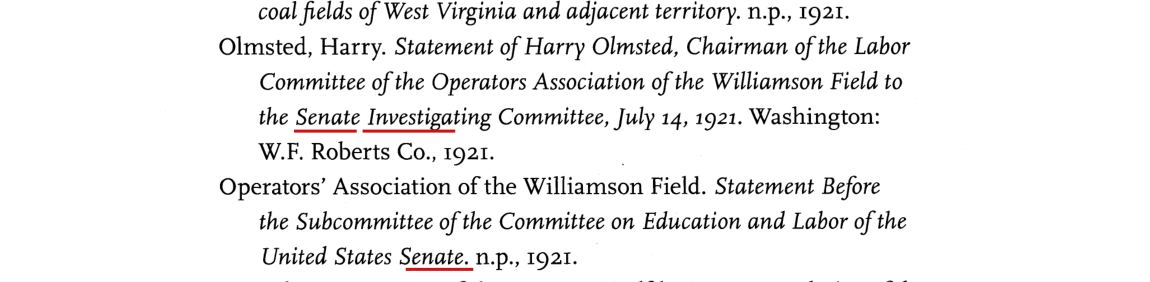 coal fields of West Virginia and adjacent territory. n.p., 1921.
Olmsted, Harry. Statement of Harry Olmsted, Chairman of the Labor
Committee of the Operators Association of the Williamson Field to
the Senate Investigating Committee, July 14, 1921. Washington:
W.F. Roberts Co., 1921.
Operators’ Association of the Williamson Field. Statement Before
the Subcommittee of the Committee on Education and Labor of the
United States Senate. n.p., 1921.